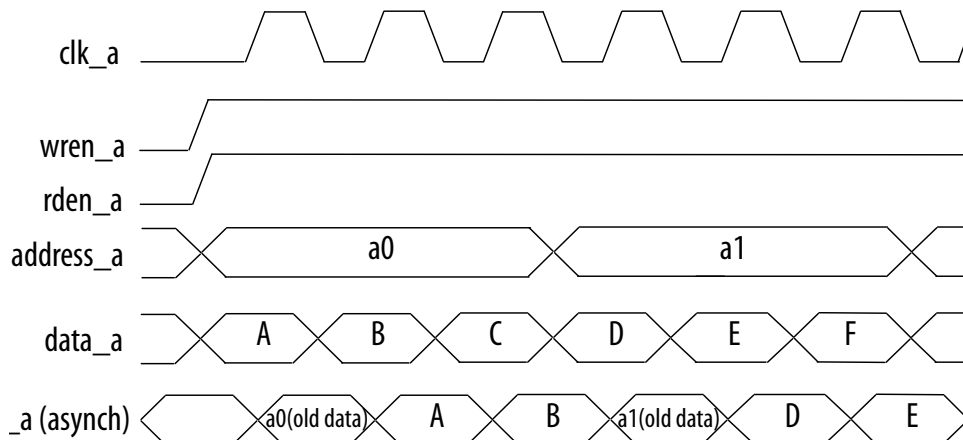 clk_a
wren_a
rden_a
address_a a0 a1
data_a A B C D E F
_a (asynch) a0(old data) A B a1(old data) D E